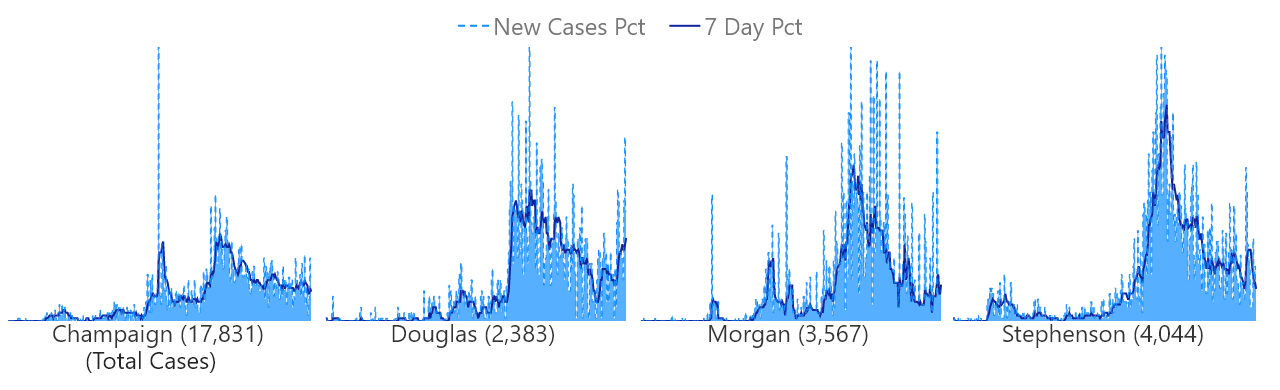 New Cases Pct 7 Day Pct
Champaign (17,831) Douglas (2,383) Morgan (3,567) Stephenson (4,044)
(Total Cases)